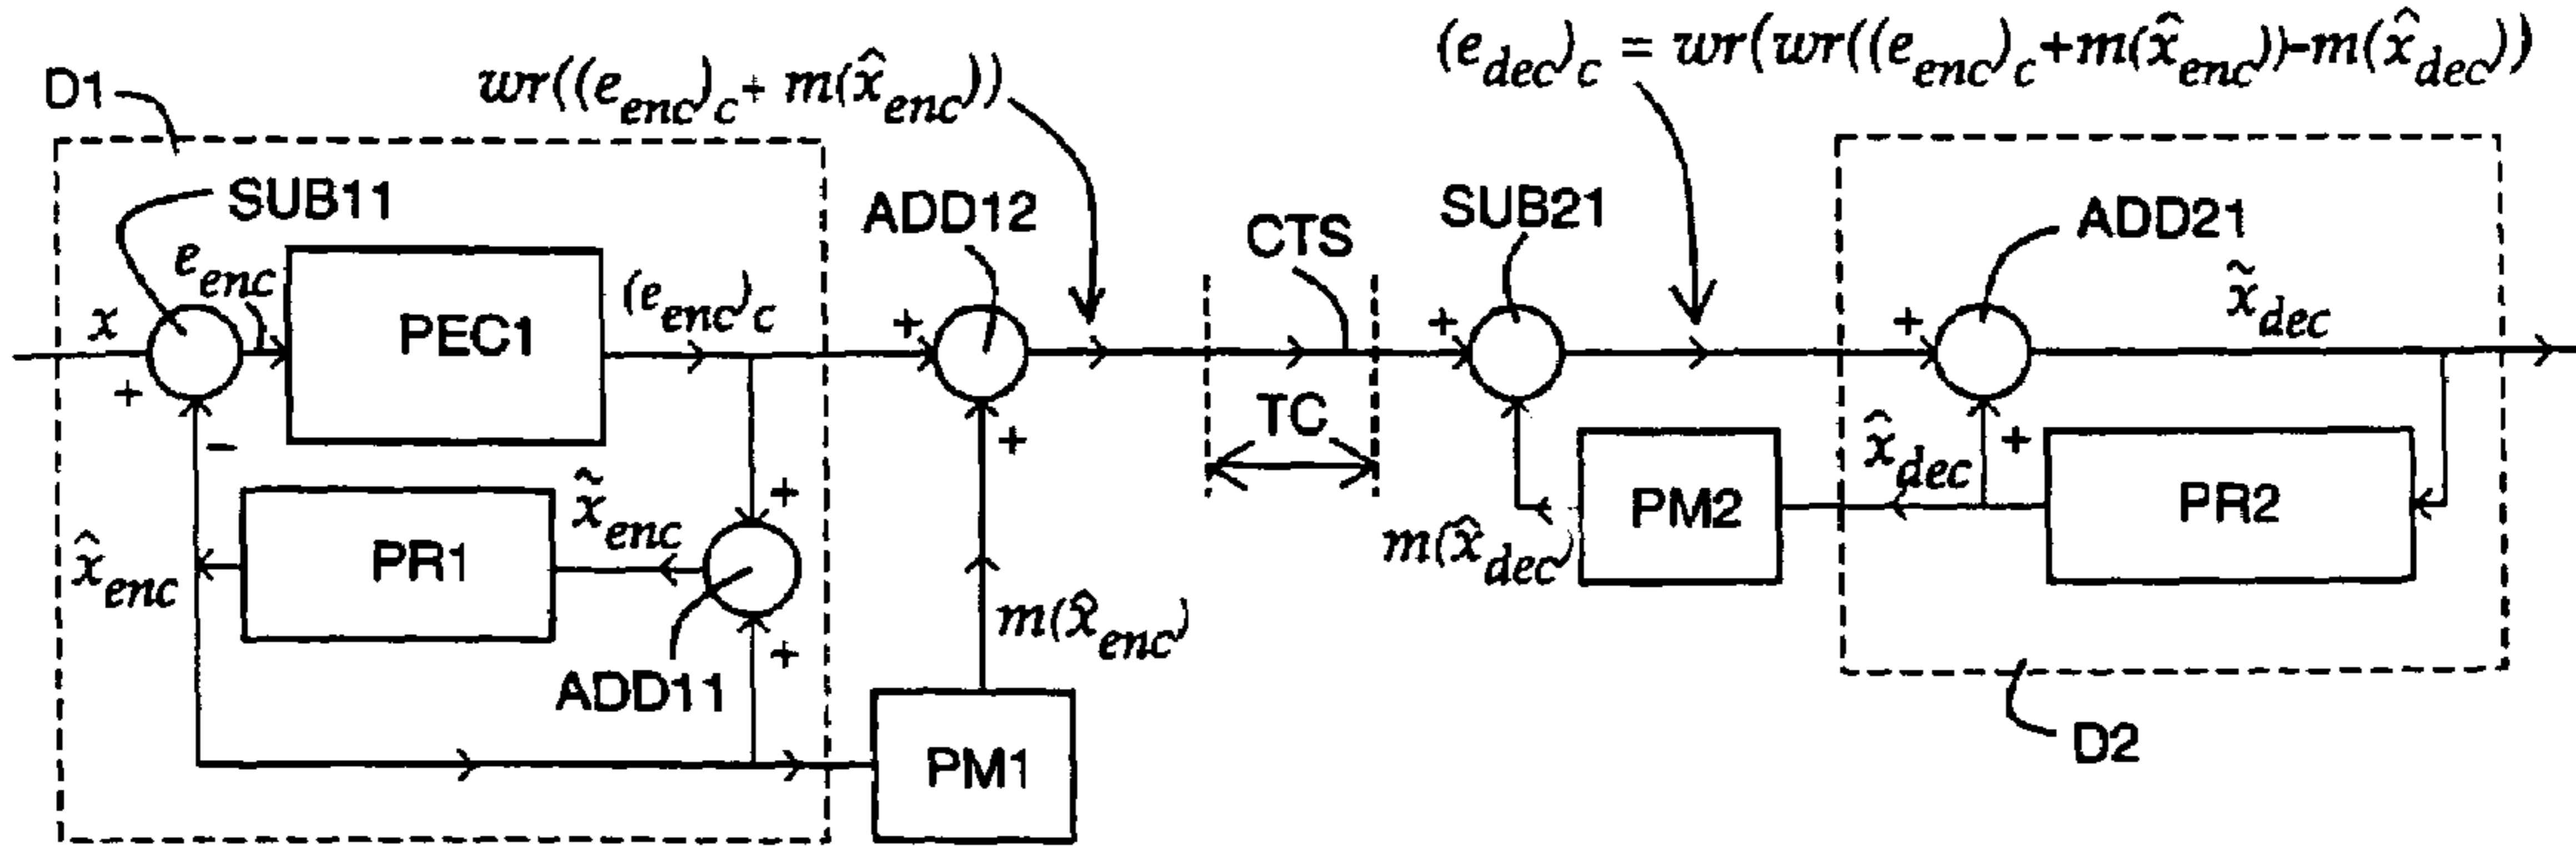 (e_dec)_c = wr(wr((e_enc)_c+m(x̂_enc))-m(x̂_dec))
wr((e_enc)_c+ m(x̂_enc))
D1
SUB11
ADD12
SUB21
ADD21
CTS
e_enc
(e_enc)_c
x̃_dec
x
PEC1
+
+
+
+
+
TC
-
+
+
x̂_dec
+
x̃_enc
PR1
x̂_enc
PM2
PR2
m(x̂_dec)
m(x̂_enc)
+
ADD11
PM1
D2